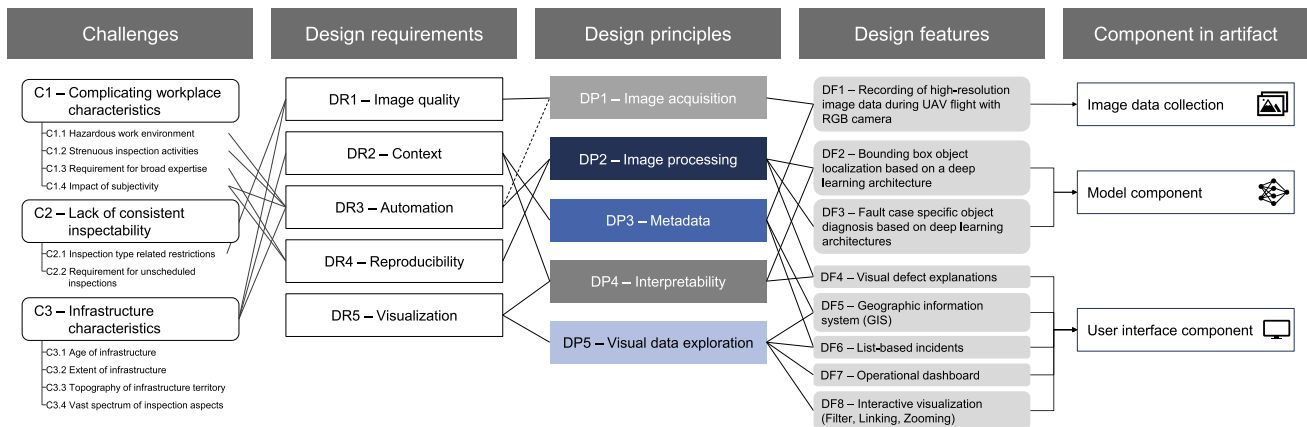 Challenges
Design requirements
Design principles
Design features
Component in artifact
C1 – Complicating workplace
characteristics
C1.1 Hazardous work environment
C1.2 Strenuous inspection activities
C1.3 Requirement for broad expertise
C1.4 Impact of subjectivity
C2 – Lack of consistent
inspectability
C2.1 Inspection type related restrictions
C2.2 Requirement for unscheduled
inspections
C3 – Infrastructure
characteristics
C3.1 Age of infrastructure
C3.2 Extent of infrastructure
C3.3 Topography of infrastructure territory
C3.4 Vast spectrum of inspection aspects
DR1 – Image quality
DR2 – Context
DR3 – Automation
DR4 – Reproducibility
DR5 – Visualization
DP1 – Image acquisition
DP2 – Image processing
DP3 – Metadata
DP4 – Interpretability
DP5 – Visual data exploration
DF1 – Recording of high-resolution
image data during UAV flight with
RGB camera
DF2 – Bounding box object
localization based on a deep
learning architecture
DF3 – Fault case specific object
diagnosis based on deep learning
architectures
DF4 – Visual defect explanations
DF5 – Geographic information
system (GIS)
DF6 – List-based incidents
DF7 – Operational dashboard
DF8 – Interactive visualization
(Filter, Linking, Zooming)
Image data collection
Model component
User interface component